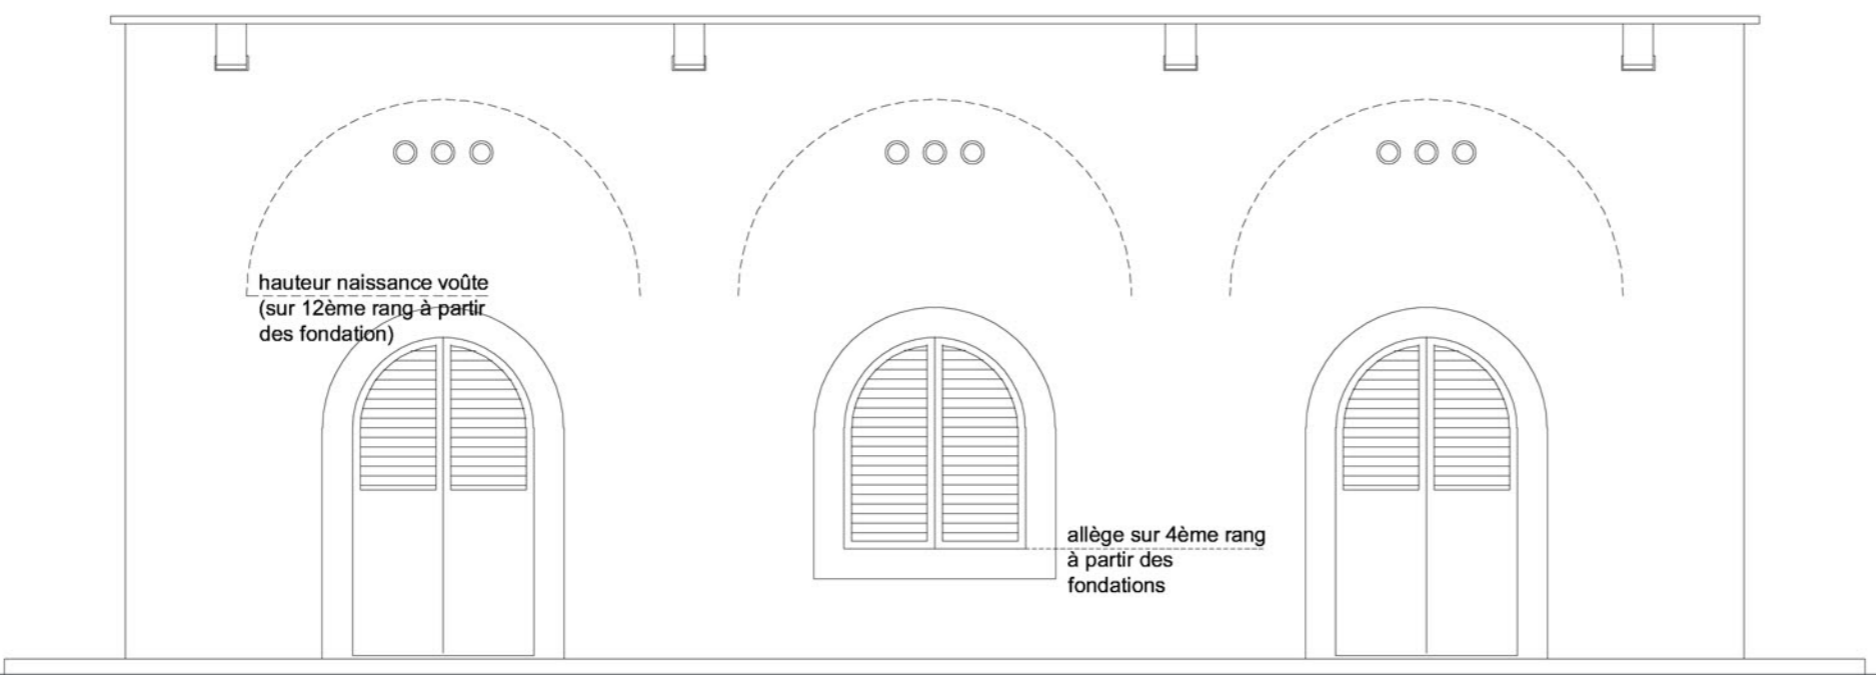 hauteur naissance voûte
(sur 12ème rang à partir
des fondation)
allège sur 4ème rang
à partir des
fondations